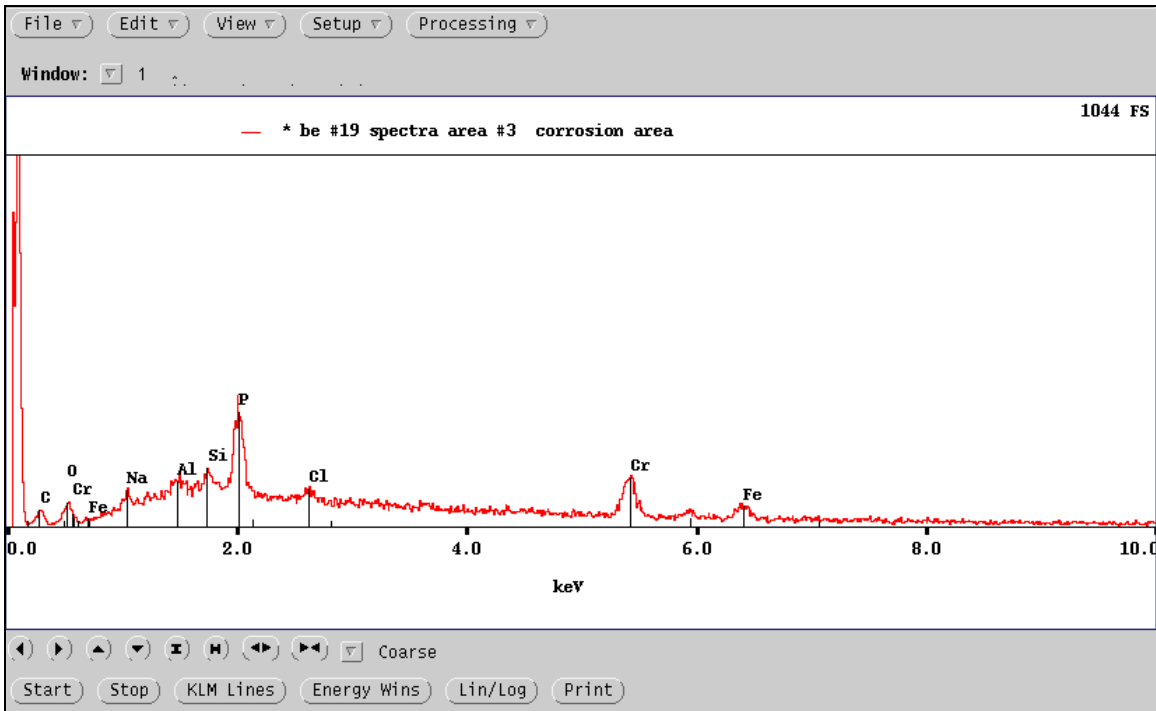 File Edit View Setup Processing
Window: 1
1044 FS
* be #19 spectra area #3 corrosion area
P
O
Cr
C
Fe
Na
Al
Si
Cl
Cr
Fe
0.0 2.0 4.0 6.0 8.0 10.0
keV
Coarse
Start Stop KLM Lines Energy Wins Lin/Log Print